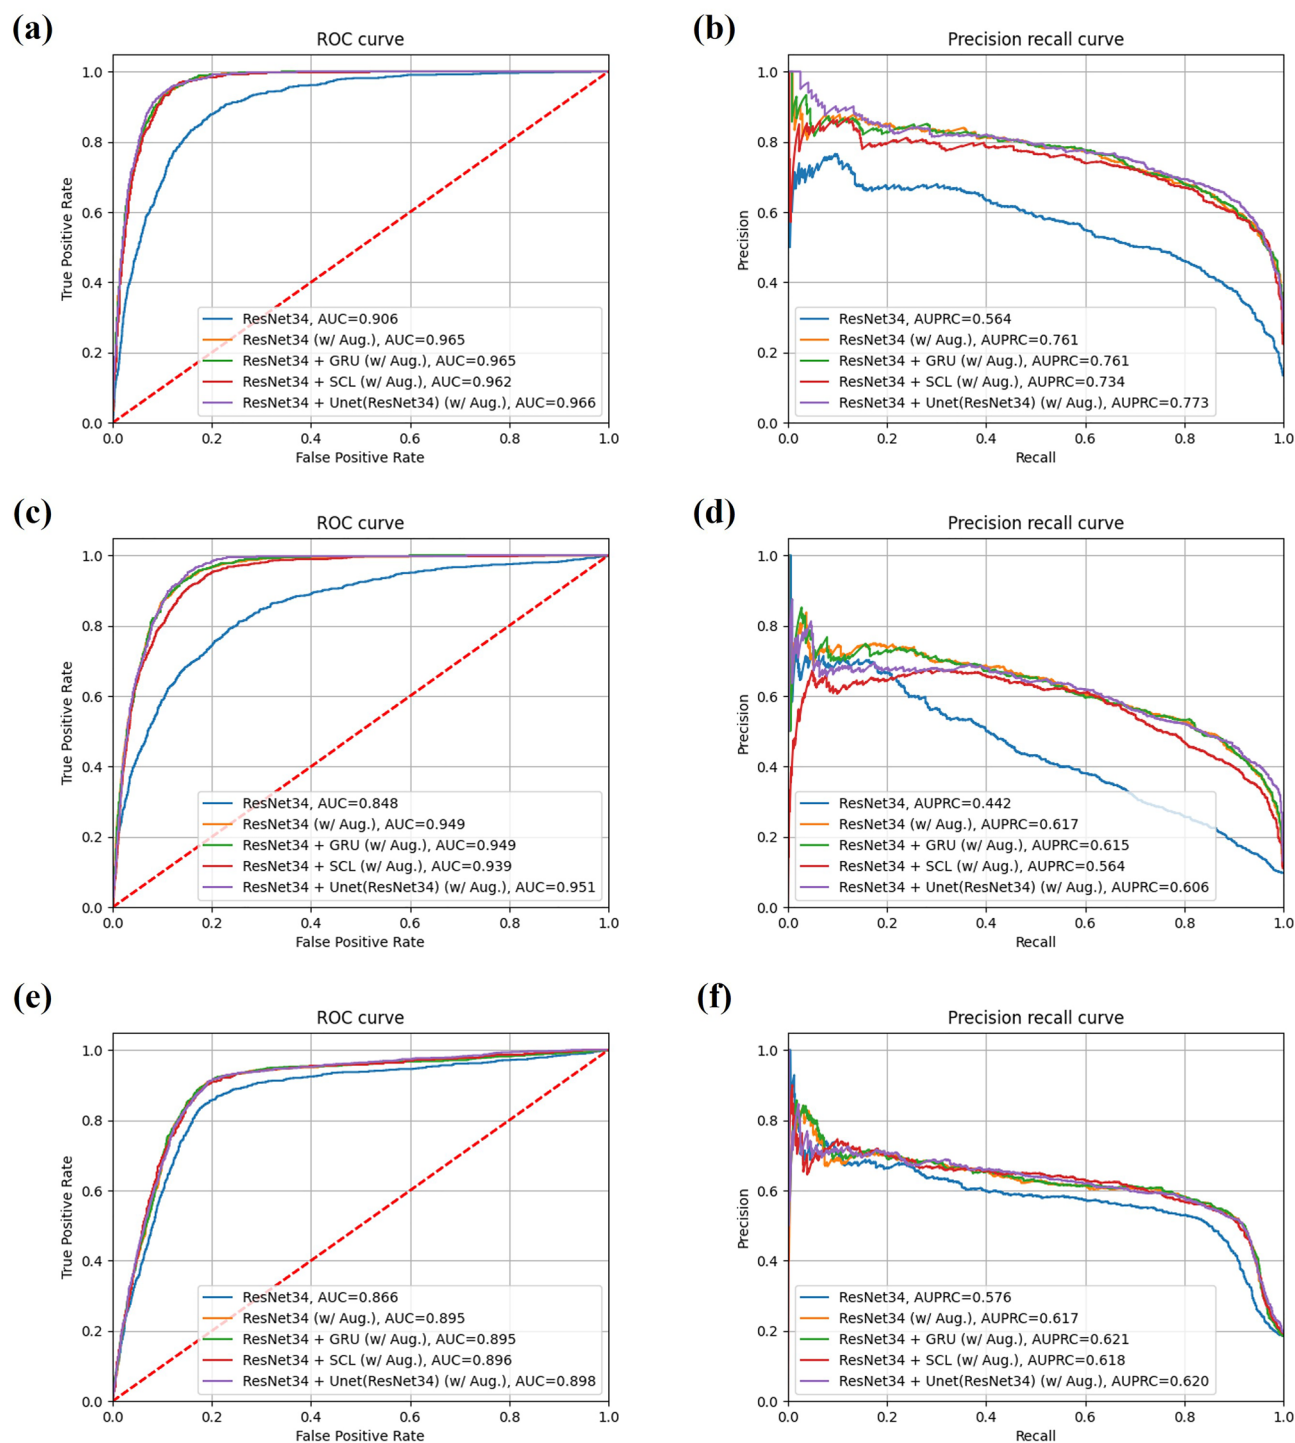 (a)
ROC curve
True Positive Rate
1.0
0.8
0.6
0.4
0.2
0.0
ResNet34, AUC=0.906
ResNet34 (w/ Aug.), AUC=0.965
ResNet34 + GRU (w/ Aug.), AUC=0.965
ResNet34 + SCL (w/ Aug.), AUC=0.962
ResNet34 + Unet(ResNet34) (w/ Aug.), AUC=0.966
0.0 0.2 0.4 0.6 0.8 1.0
False Positive Rate
(b)
Precision recall curve
Precision
1.0
0.8
0.6
0.4
0.2
0.0
ResNet34, AUPRC=0.564
ResNet34 (w/ Aug.), AUPRC=0.761
ResNet34 + GRU (w/ Aug.), AUPRC=0.761
ResNet34 + SCL (w/ Aug.), AUPRC=0.734
ResNet34 + Unet(ResNet34) (w/ Aug.), AUPRC=0.773
0.0 0.2 0.4 0.6 0.8 1.0
Recall
(c)
ROC curve
True Positive Rate
1.0
0.8
0.6
0.4
0.2
0.0
ResNet34, AUC=0.848
ResNet34 (w/ Aug.), AUC=0.949
ResNet34 + GRU (w/ Aug.), AUC=0.949
ResNet34 + SCL (w/ Aug.), AUC=0.939
ResNet34 + Unet(ResNet34) (w/ Aug.), AUC=0.951
0.0 0.2 0.4 0.6 0.8 1.0
False Positive Rate
(d)
Precision recall curve
Precision
1.0
0.8
0.6
0.4
0.2
0.0
ResNet34, AUPRC=0.442
ResNet34 (w/ Aug.), AUPRC=0.617
ResNet34 + GRU (w/ Aug.), AUPRC=0.615
ResNet34 + SCL (w/ Aug.), AUPRC=0.564
ResNet34 + Unet(ResNet34) (w/ Aug.), AUPRC=0.606
0.0 0.2 0.4 0.6 0.8 1.0
Recall
(e)
ROC curve
True Positive Rate
1.0
0.8
0.6
0.4
0.2
0.0
ResNet34, AUC=0.866
ResNet34 (w/ Aug.), AUC=0.895
ResNet34 + GRU (w/ Aug.), AUC=0.895
ResNet34 + SCL (w/ Aug.), AUC=0.896
ResNet34 + Unet(ResNet34) (w/ Aug.), AUC=0.898
0.0 0.2 0.4 0.6 0.8 1.0
False Positive Rate
(f)
Precision recall curve
Precision
1.0
0.8
0.6
0.4
0.2
0.0
ResNet34, AUPRC=0.576
ResNet34 (w/ Aug.), AUPRC=0.617
ResNet34 + GRU (w/ Aug.), AUPRC=0.621
ResNet34 + SCL (w/ Aug.), AUPRC=0.618
ResNet34 + Unet(ResNet34) (w/ Aug.), AUPRC=0.620
0.0 0.2 0.4 0.6 0.8 1.0
Recall